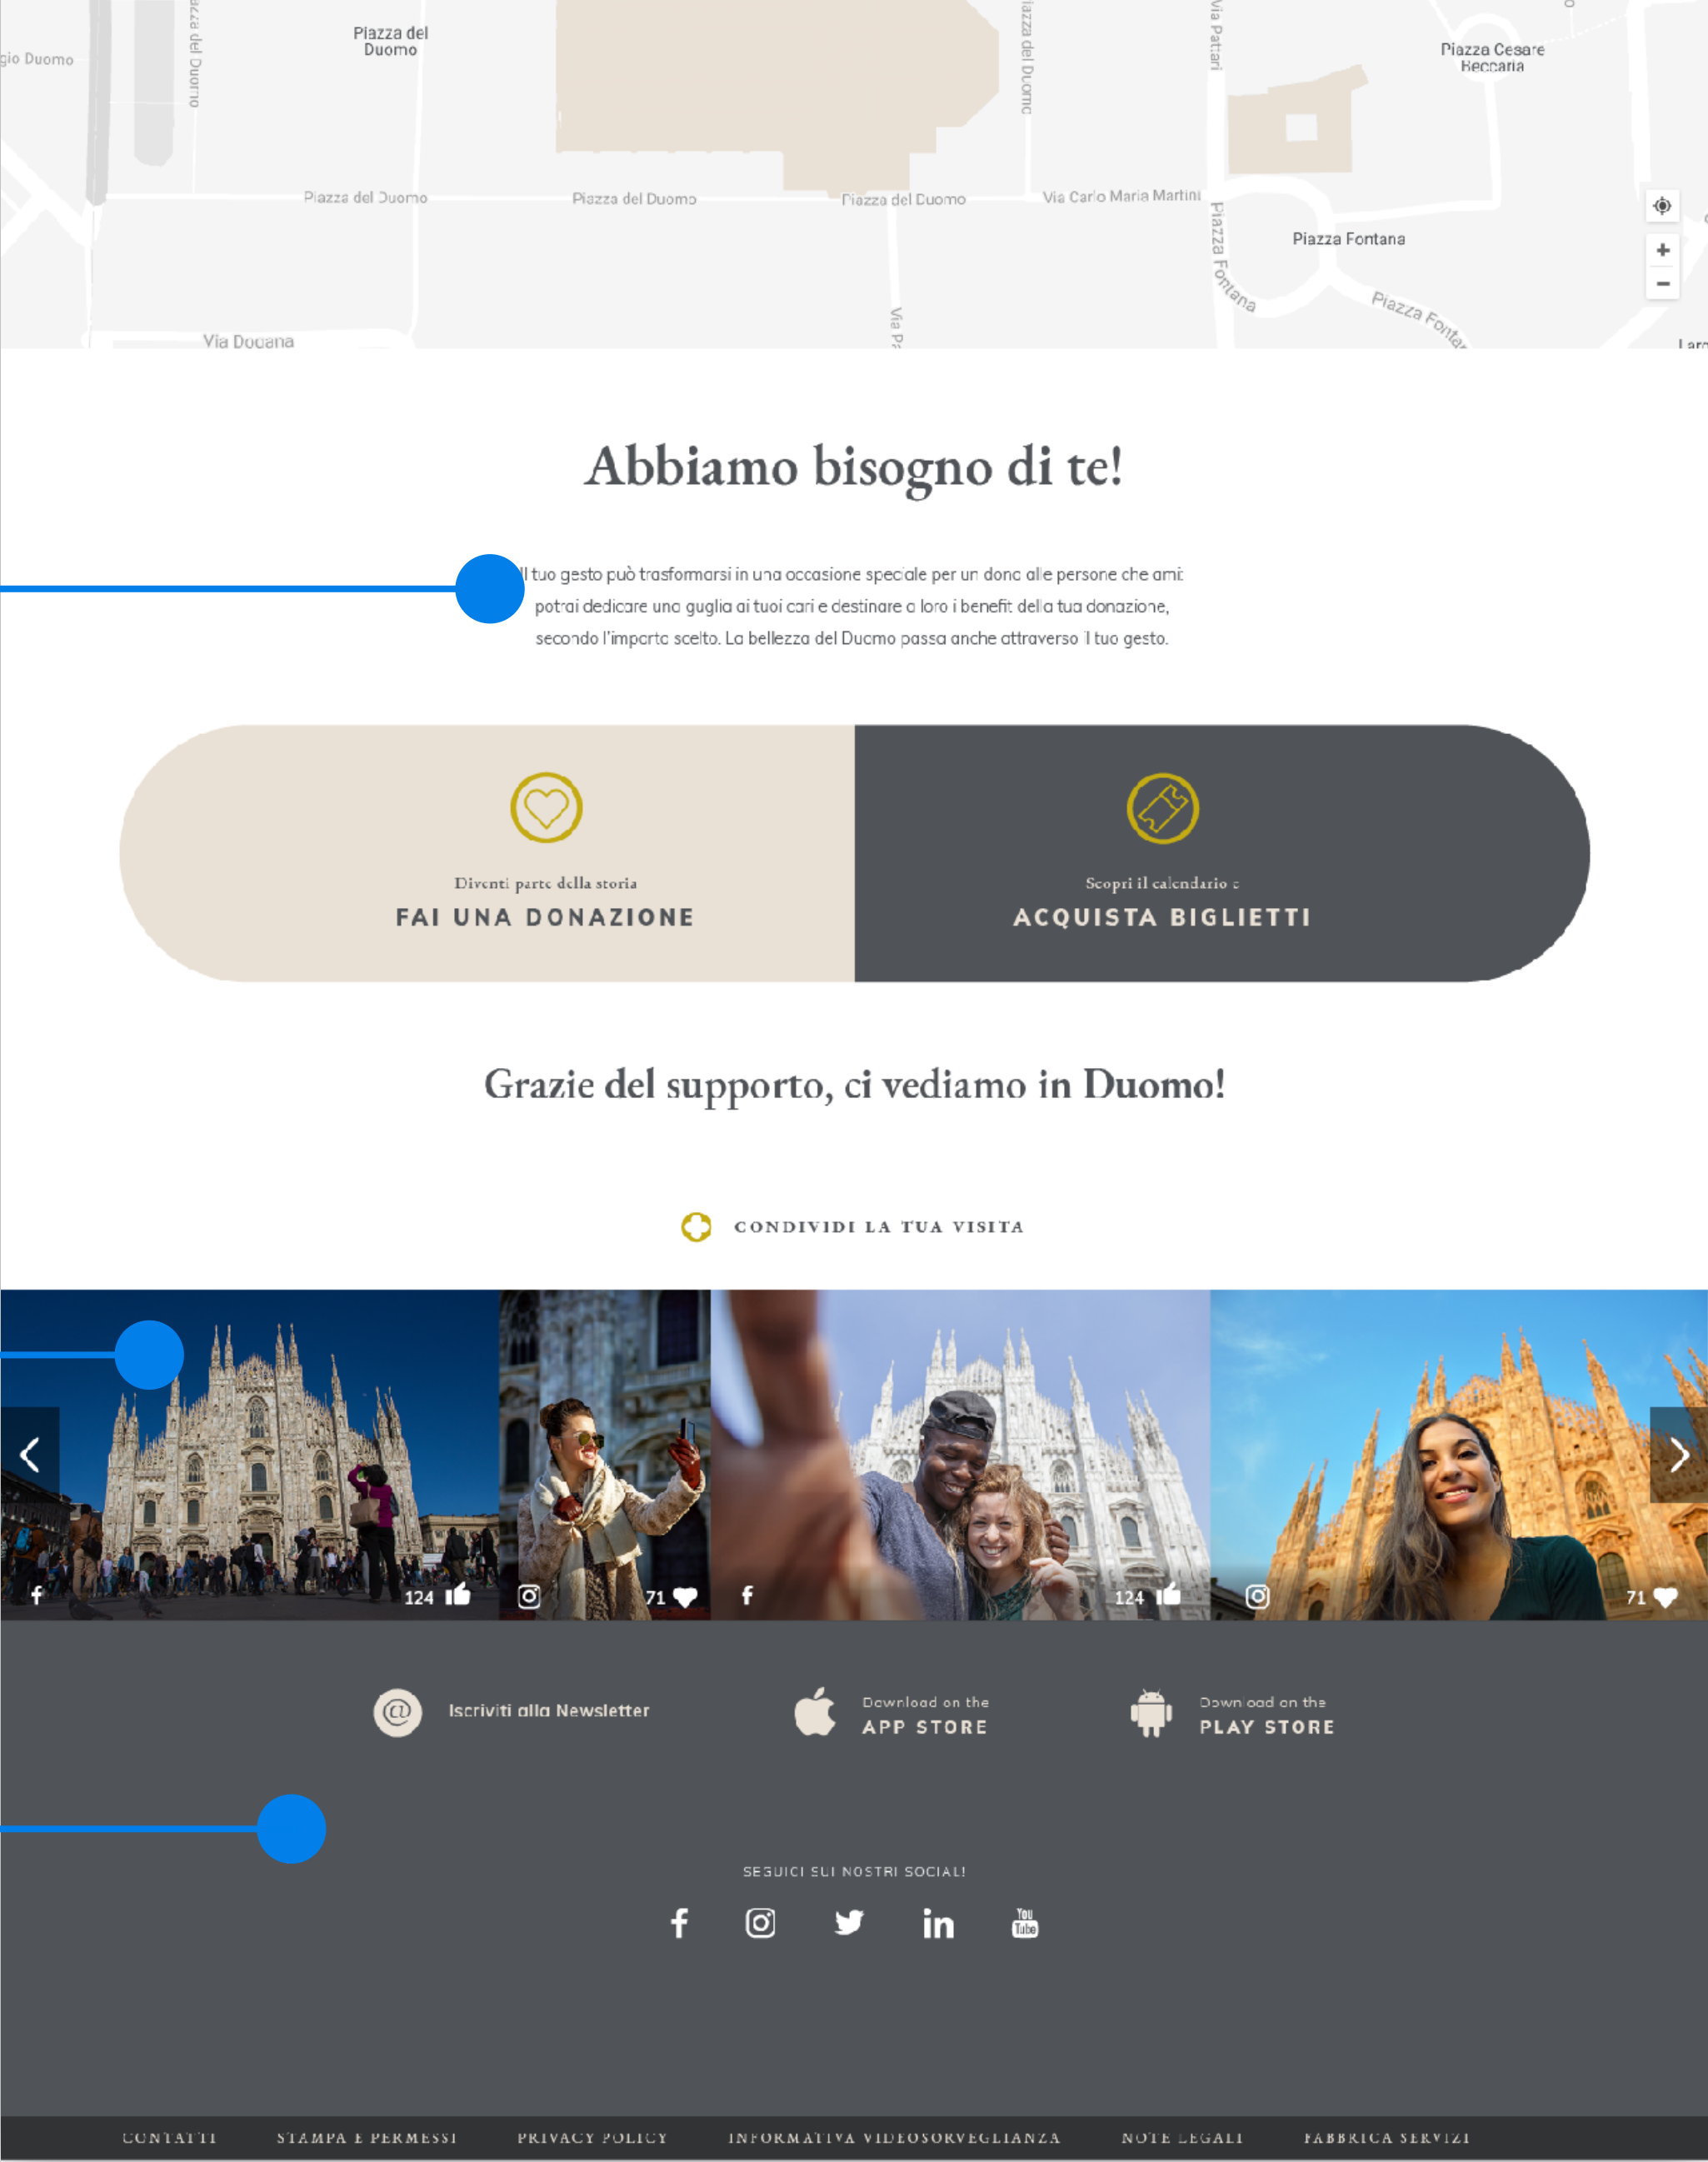 Piazza del
Duomo
gio Duomo
Piazza del Duomo
Via Pattari
Piazza Cesare
Beccaria
Piazza del Duomo
Piazza del Duomo
Piazza del Duomo
Via Carlo Maria Martini
Piazza Fontana
Piazza Fontana
Via Dogana
Abbiamo bisogno di te!
Il tuo gesto può trasformarsi in una occasione speciale per un dono alle persone che ami:
potrai dedicare una guglia ai tuoi cari e destinare a loro i benefit della tua donazione,
secondo l'importo scelto. La bellezza del Duomo passa anche attraverso il tuo gesto.
Diventi parte della storia
FAI UNA DONAZIONE
Scopri il calendario e
ACQUISTA BIGLIETTI
Grazie del supporto, ci vediamo in Duomo!
CONDIVIDI LA TUA VISITA
124
71
124
71
Iscriviti alla Newsletter
Download on the
APP STORE
Download on the
PLAY STORE
SEGUICI SUI NOSTRI SOCIAL!
You
Tube
CONTATTI STAMPA E PERMESSI PRIVACY POLICY INFORMATIVA VIDEOSORVEGLIANZA NOTE LEGALI FABBRICA SERVIZI